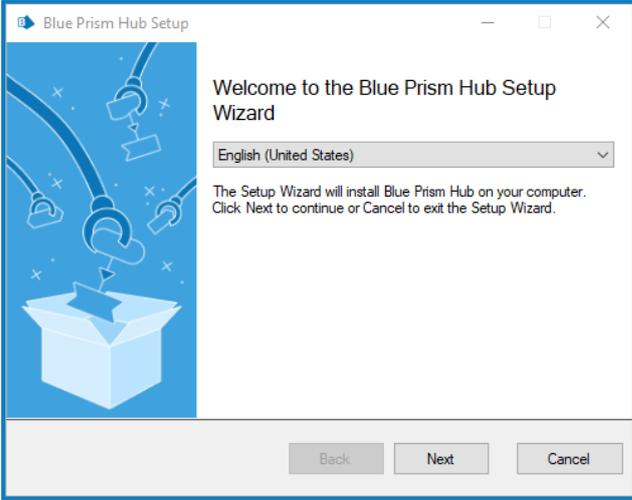 Blue Prism Hub Setup
Welcome to the Blue Prism Hub Setup
Wizard
English (United States)
The Setup Wizard will install Blue Prism Hub on your computer.
Click Next to continue or Cancel to exit the Setup Wizard.
Back
Next
Cancel